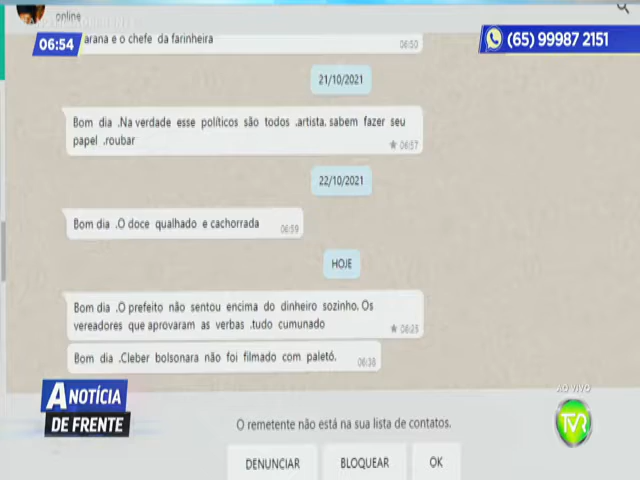 online
06:54
arana e o chefe da farinheira
06:50
(65) 99987 2151
21/10/2021
Bom dia .Na verdade esse políticos são todos .artista. sabem fazer seu
papel .roubar
06:57
22/10/2021
Bom dia .O doce qualhado e cachorrada
06:59
HOJE
Bom dia .O prefeito não sentou encima do dinheiro sozinho. Os
vereadores que aprovaram as verbas .tudo cumunado
06:25
Bom dia .Cleber bolsonara não foi filmado com paletó.
06:38
A NOTÍCIA
DE FRENTE
AO VIVO
TVR
O remetente não está na sua lista de contatos.
DENUNCIAR
BLOQUEAR
OK